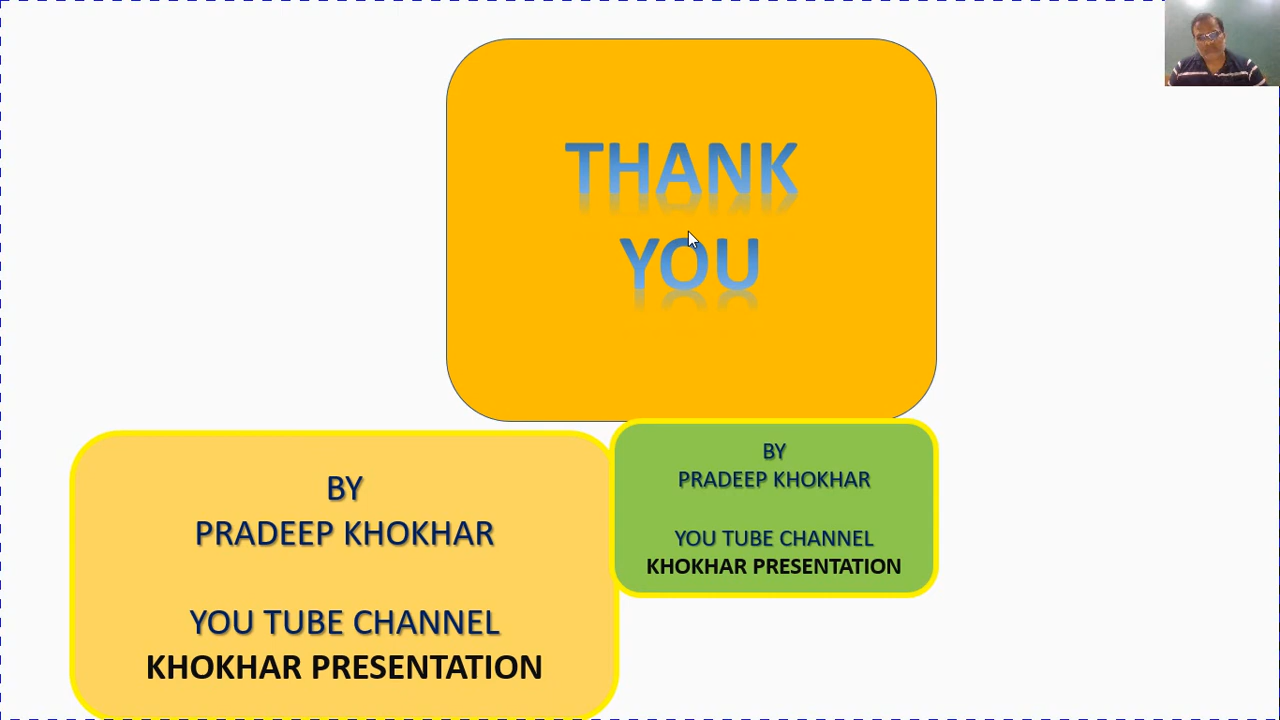 THANK
YOU
BY
PRADEEP KHOKHAR
YOU TUBE CHANNEL
KHOKHAR PRESENTATION
BY
PRADEEP KHOKHAR
YOU TUBE CHANNEL
KHOKHAR PRESENTATION